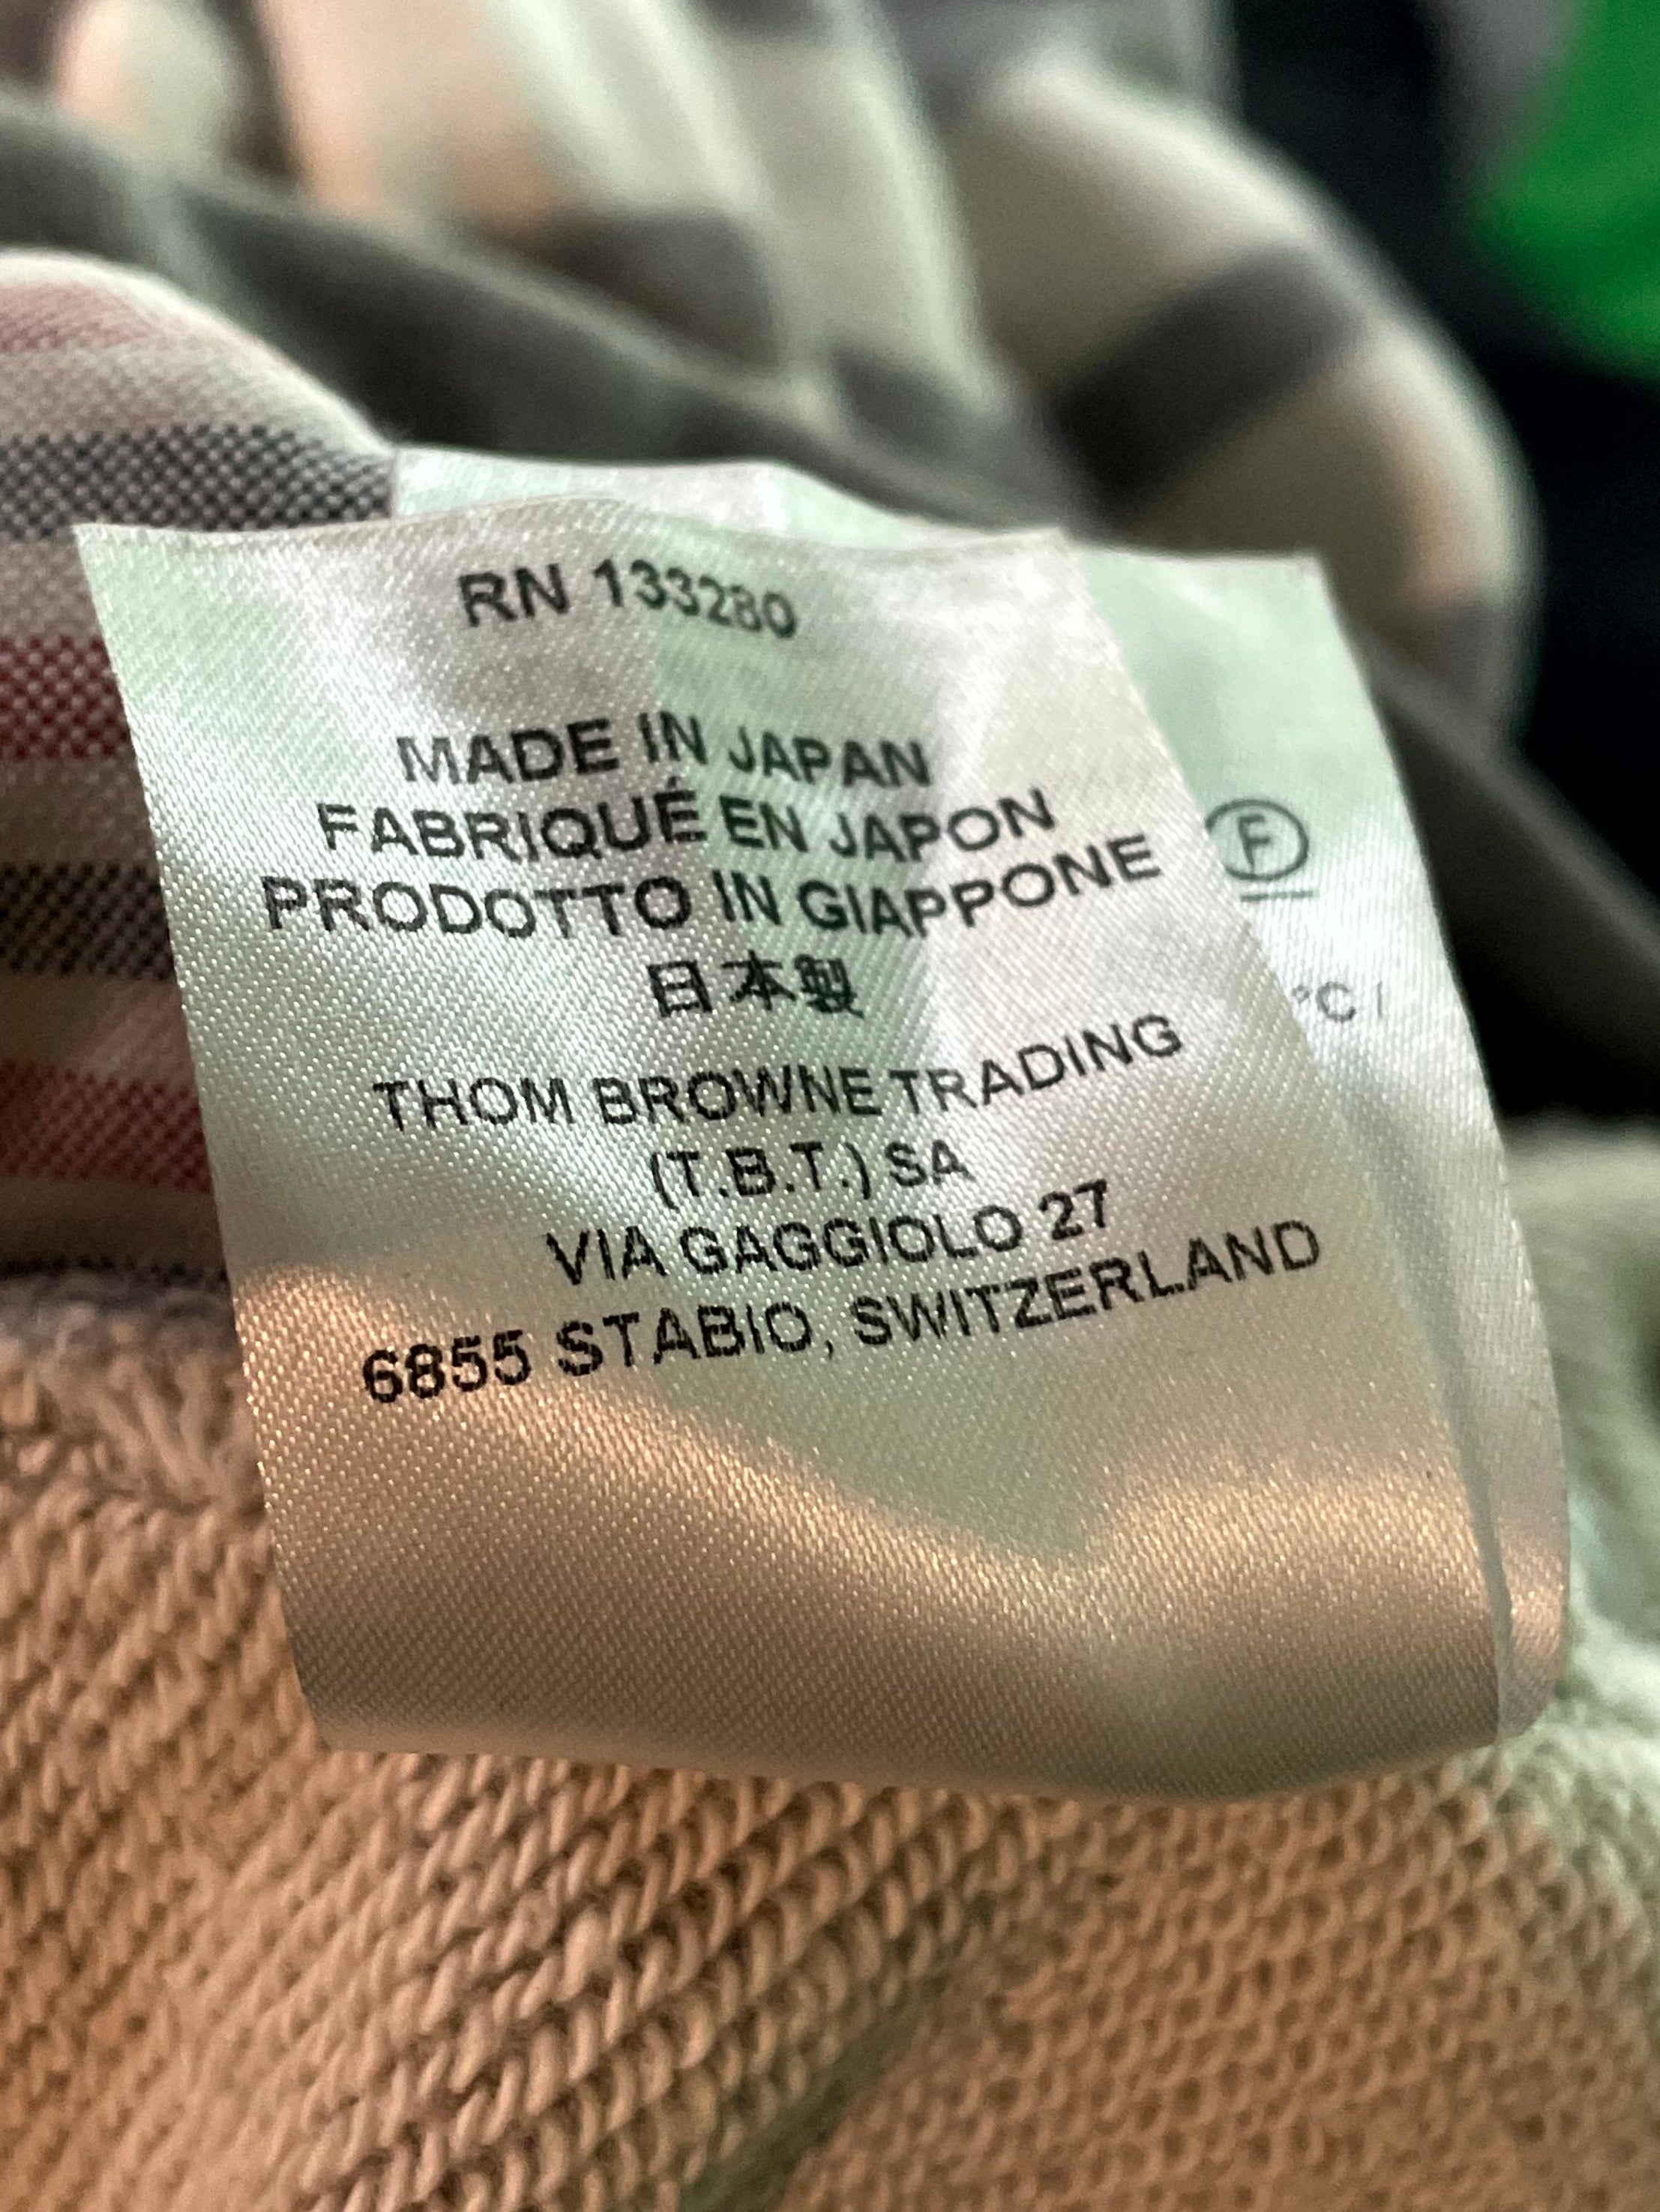 RN 133280
MADE IN JAPAN
FABRIQUÉ EN JAPON
PRODOTTO IN GIAPPONE
日本製
THOM BROWNE TRADING
(T.B.T.) SA
VIA GAGGIOLO 27
6855 STABIO, SWITZERLAND
F
°C /